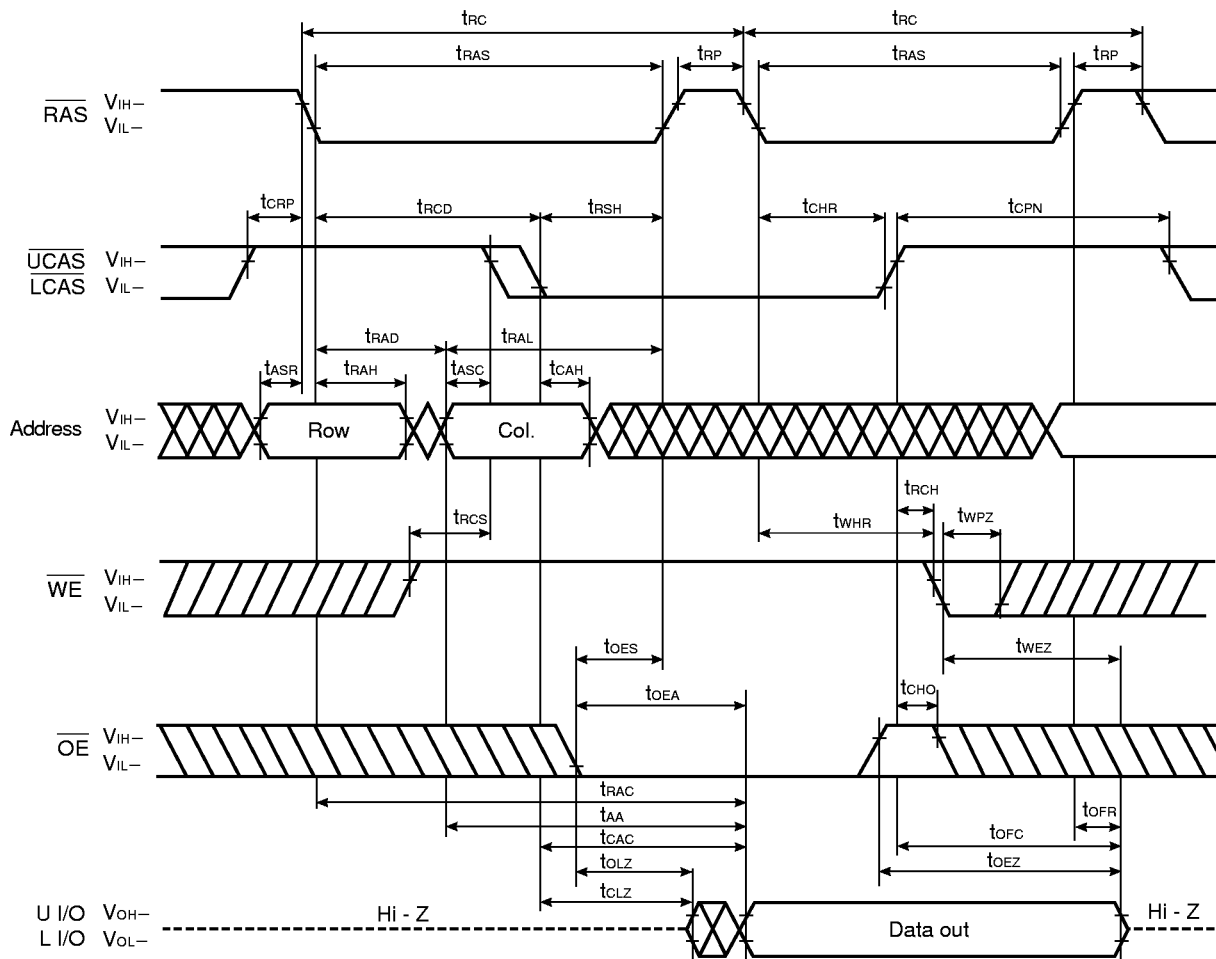 tRC tRC
tRAS tRP tRAS tRP
RAS VIH–
VIL–
tCRP tRCD tRSH tCHR tCPN
UCAS VIH–
LCAS VIL–
tRAD tRAL
tASR tRAH tASC tCAH
Address VIH–
VIL–
Row Col.
tRCH
tRCS tWHR tWPZ
WE VIH–
VIL–
tOES tWEZ
tOEA tCHO
OE VIH–
VIL–
tRAC
tAA tOFR
tCAC tOFC
tOLZ tOEZ
tCLZ
U I/O VOH– Hi - Z Hi - Z
L I/O VOL– Data out